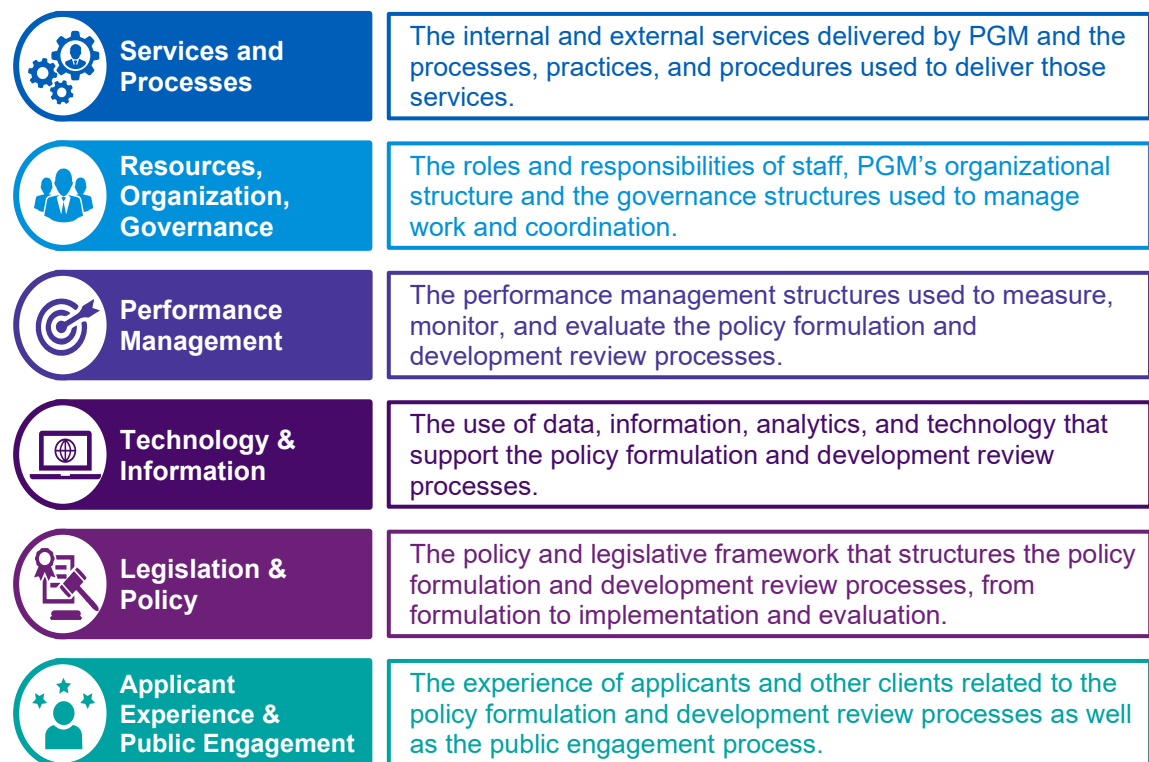 Services and
Processes
The internal and external services delivered by PGM and the
processes, practices, and procedures used to deliver those
services.
Resources,
Organization,
Governance
The roles and responsibilities of staff, PGM's organizational
structure and the governance structures used to manage
work and coordination.
Performance
Management
The performance management structures used to measure,
monitor, and evaluate the policy formulation and
development review processes.
Technology &
Information
The use of data, information, analytics, and technology that
support the policy formulation and development review
processes.
Legislation &
Policy
The policy and legislative framework that structures the policy
formulation and development review processes, from
formulation to implementation and evaluation.
Applicant
Experience &
Public Engagement
The experience of applicants and other clients related to the
policy formulation and development review processes as well
as the public engagement process.